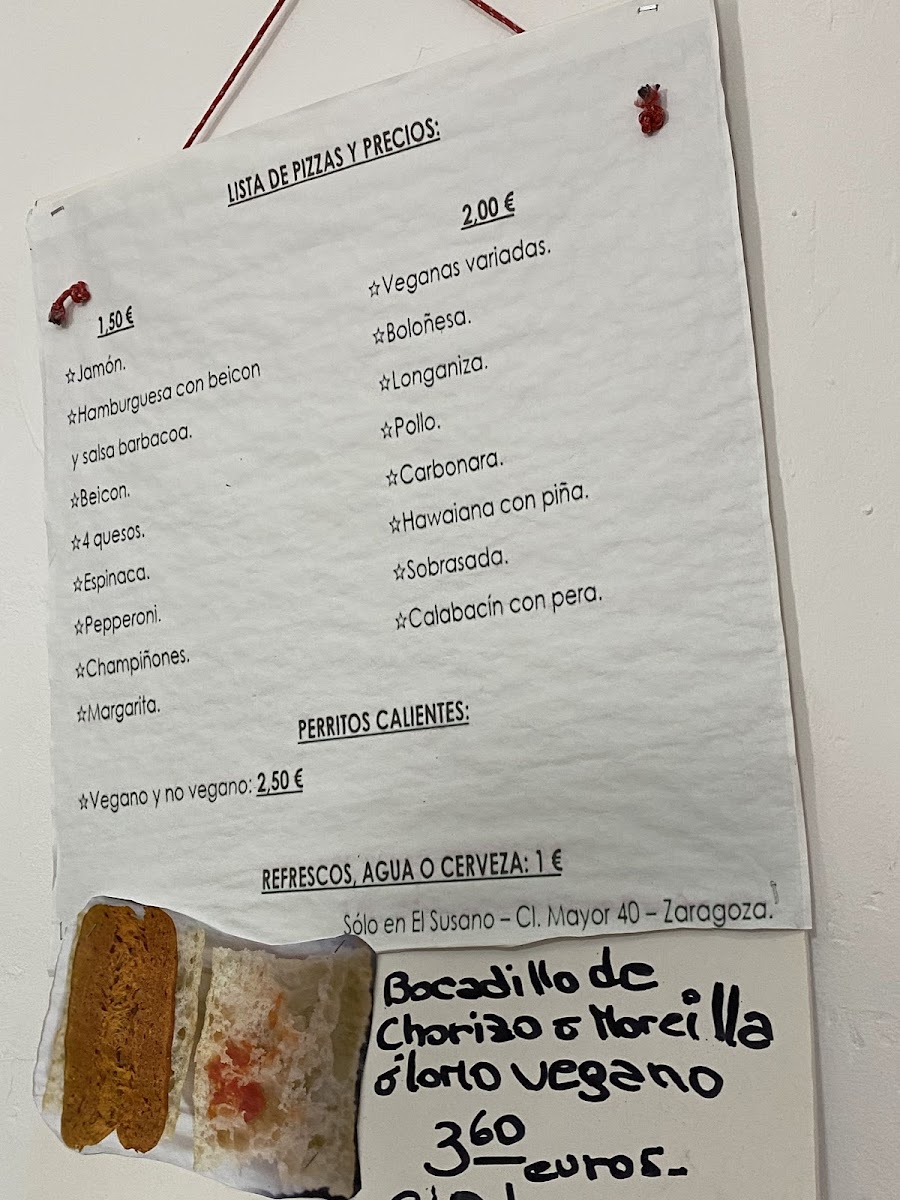 LISTA DE PIZZAS Y PRECIOS:
1,50 €
☆Jamón.
☆Hamburguesa con beicon
y salsa barbacoa.
☆Beicon.
☆4 quesos.
☆Espinaca.
☆Pepperoni.
☆Champiñones.
☆Margarita.
2,00 €
☆Veganas variadas.
☆Boloñesa.
☆Longaniza.
☆Pollo.
☆Carbonara.
☆Hawaiana con piña.
☆Sobrasada.
☆Calabacín con pera.
PERRITOS CALIENTES:
☆Vegano y no vegano: 2,50 €
REFRESCOS, AGUA O CERVEZA: 1 €
Sólo en El Susano – Cl. Mayor 40 – Zaragoza.
Bocadillo de
Chorizo o Morcilla
ó lomo vegano
3 60
euros-